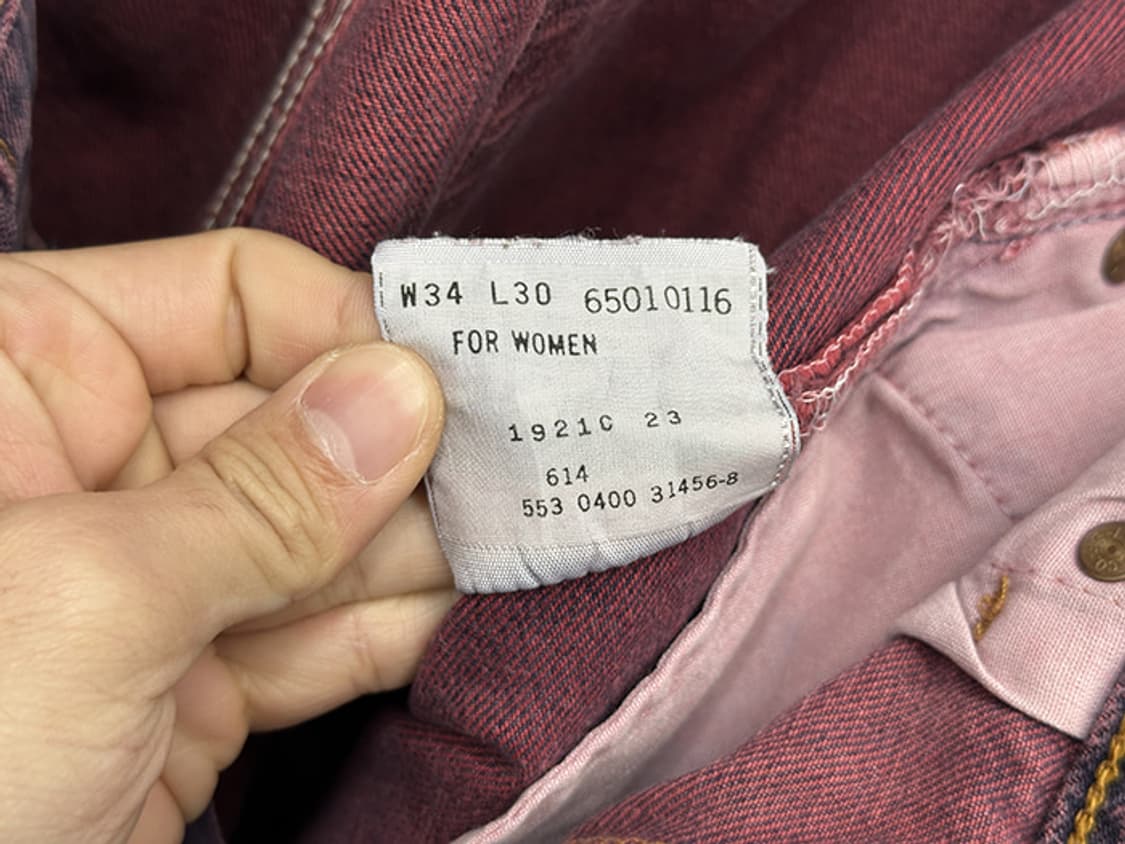 W34 L30 65010116
FOR WOMEN
1921C 23
614
553 0400 31456-8